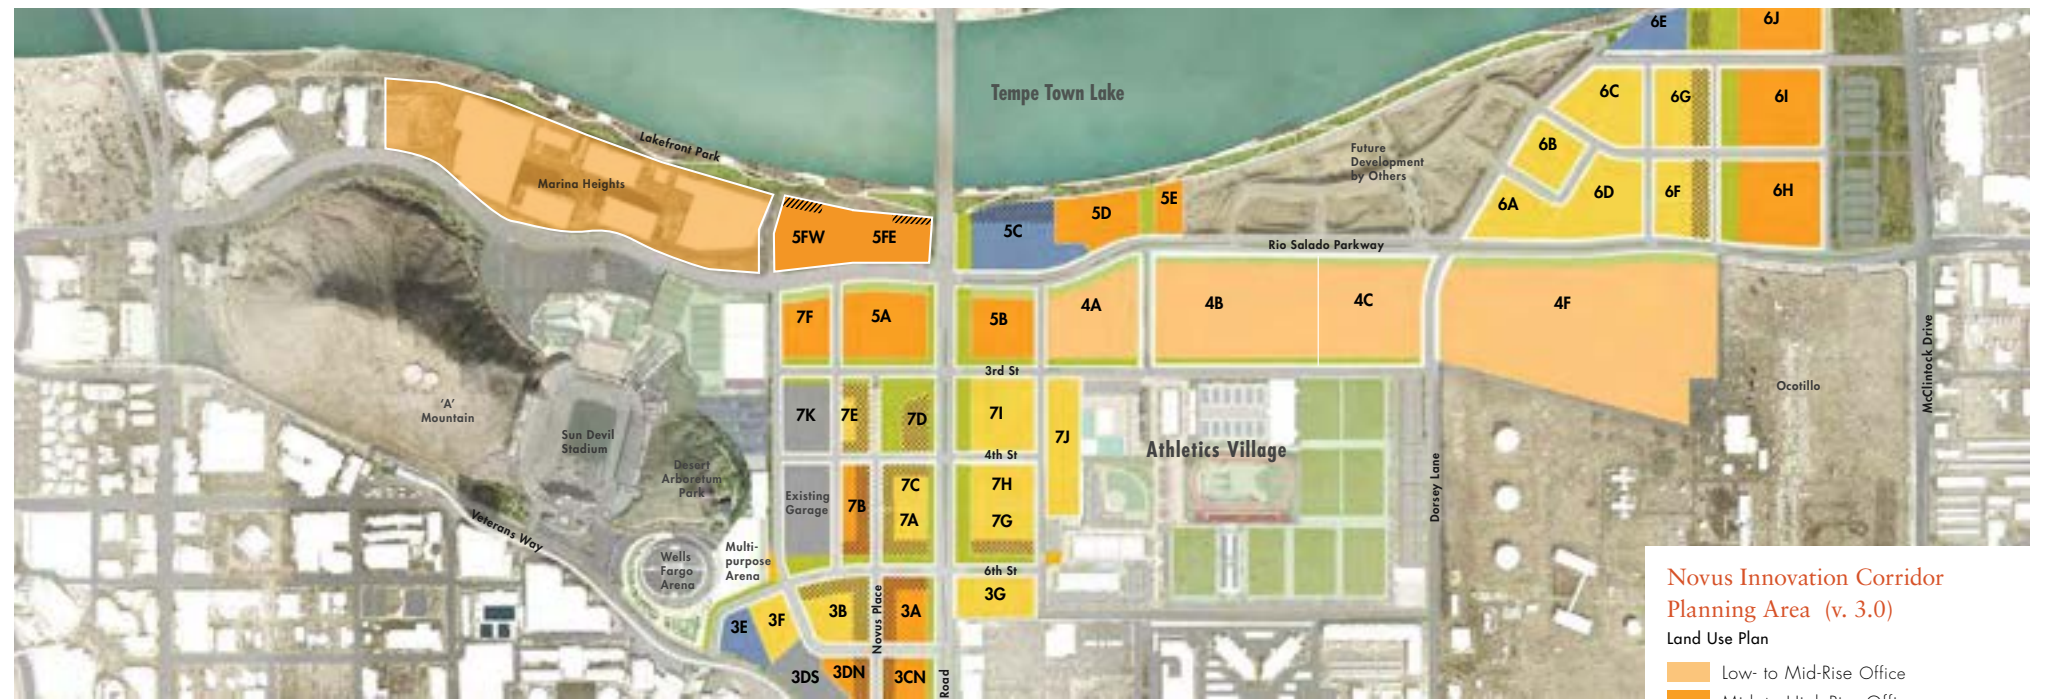 6E
6J
Tempe Town Lake
6C
6G
6I
Lakefront Park
6B
Future
Development
by Others
Marina Heights
6A
6D
6F
6H
5FW
5FE
5C
5D
5E
Rio Salado Parkway
7F
5A
5B
4A
4B
4C
4F
3rd St
McClintock Drive
'A'
Mountain
Sun Devil
Stadium
Desert
Arboretum
Park
7K
7E
7D
7I
7J
Athletics Village
Ocotillo
4th St
Existing
Garage
7B
7C
7A
7H
7G
Dorsey Lane
Veterans Way
Wells
Fargo
Arena
Multi-
purpose
Arena
6th St
3E
3F
3B
Novus Place
3A
3G
3DS
3DN
3CN
Road
Novus Innovation Corridor
Planning Area (v. 3.0)
Land Use Plan
Low- to Mid-Rise Office